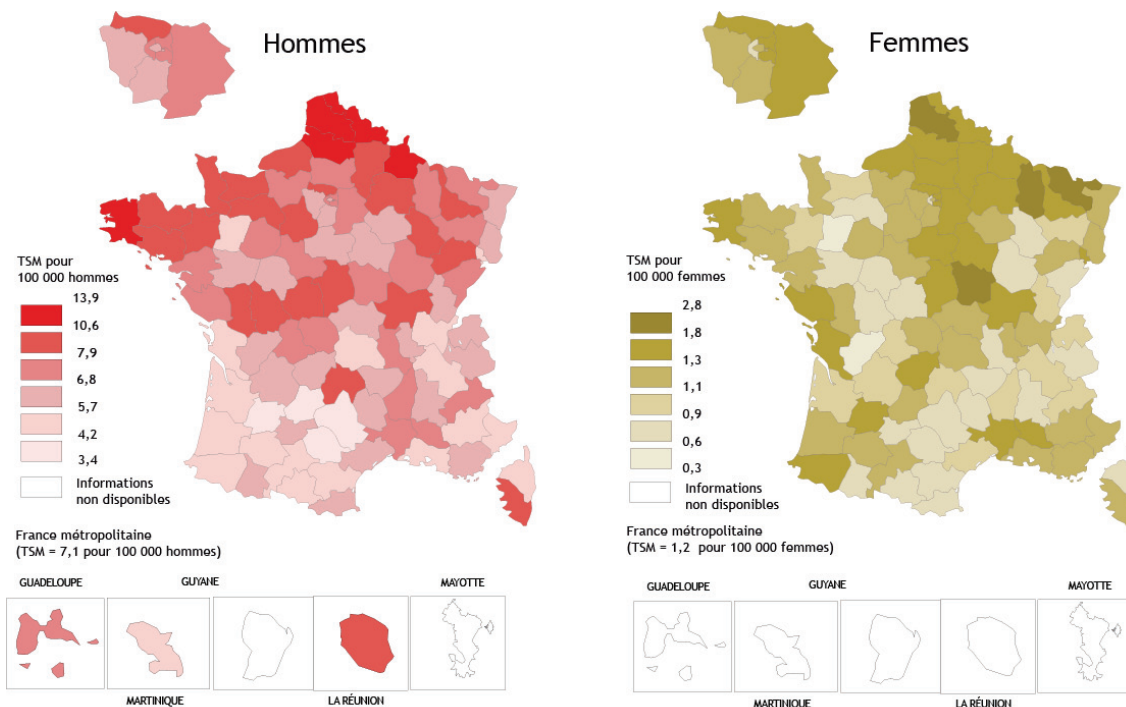 Hommes
TSM pour
100 000 hommes
13,9
10,6
7,9
6,8
5,7
4,2
3,4
Informations
non disponibles
France métropolitaine
(TSM = 7,1 pour 100 000 hommes)
GUADELOUPE
GUYANE
MAYOTTE
MARTINIQUE
LA RÉUNION
Femmes
TSM pour
100 000 femmes
2,8
1,8
1,3
1,1
0,9
0,6
0,3
Informations
non disponibles
France métropolitaine
(TSM = 1,2 pour 100 000 femmes)
GUADELOUPE
GUYANE
MAYOTTE
MARTINIQUE
LA RÉUNION